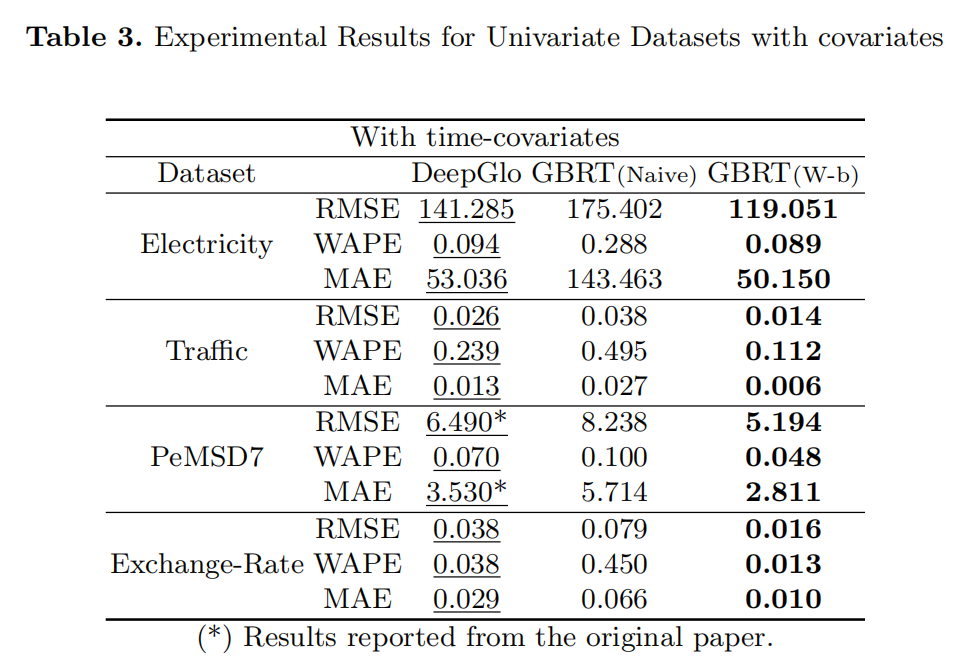 Table 3. Experimental Results for Univariate Datasets with covariates
With time-covariates
Dataset DeepGlo GBRT(Naive) GBRT(W-b)
RMSE 141.285 175.402 119.051
Electricity WAPE 0.094 0.288 0.089
MAE 53.036 143.463 50.150
RMSE 0.026 0.038 0.014
Traffic WAPE 0.239 0.495 0.112
MAE 0.013 0.027 0.006
RMSE 6.490* 8.238 5.194
PeMSD7 WAPE 0.070 0.100 0.048
MAE 3.530* 5.714 2.811
RMSE 0.038 0.079 0.016
Exchange-Rate WAPE 0.038 0.450 0.013
MAE 0.029 0.066 0.010
(*) Results reported from the original paper.